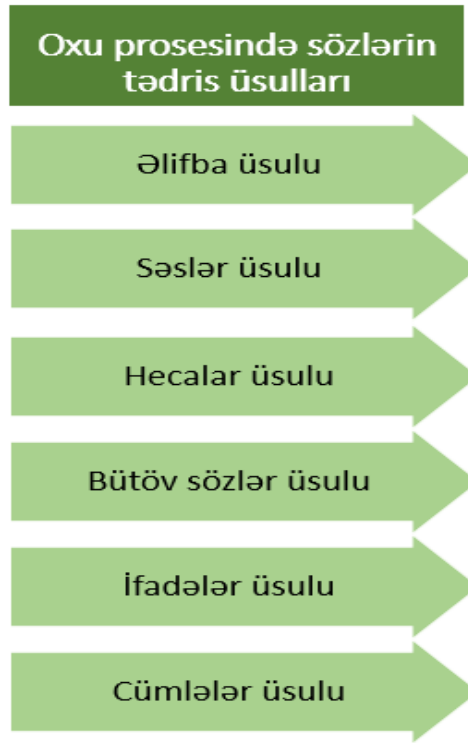 Oxu prosesində sözlərin
tədris üsulları
Əlifba üsulu
Səslər üsulu
Hecalar üsulu
Bütöv sözlər üsulu
İfadələr üsulu
Cümlələr üsulu